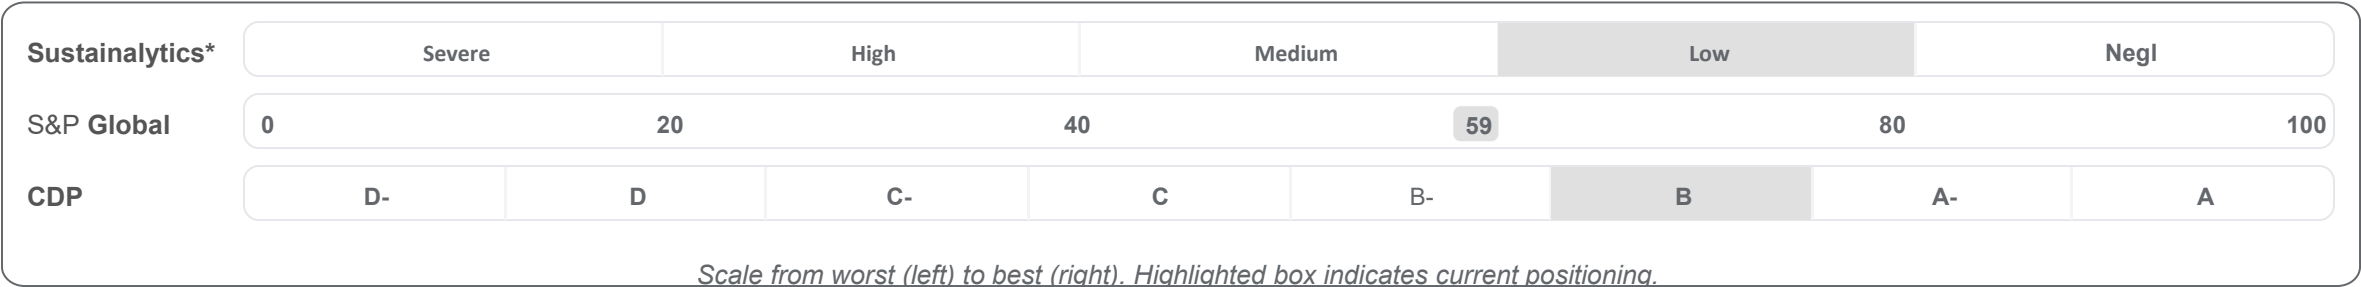 Sustainalytics* Severe High Medium Low Negl
S&P Global 0 20 40 59 80 100
CDP D- D C- C B- B A- A
Scale from worst (left) to best (right). Highlighted box indicates current positioning.